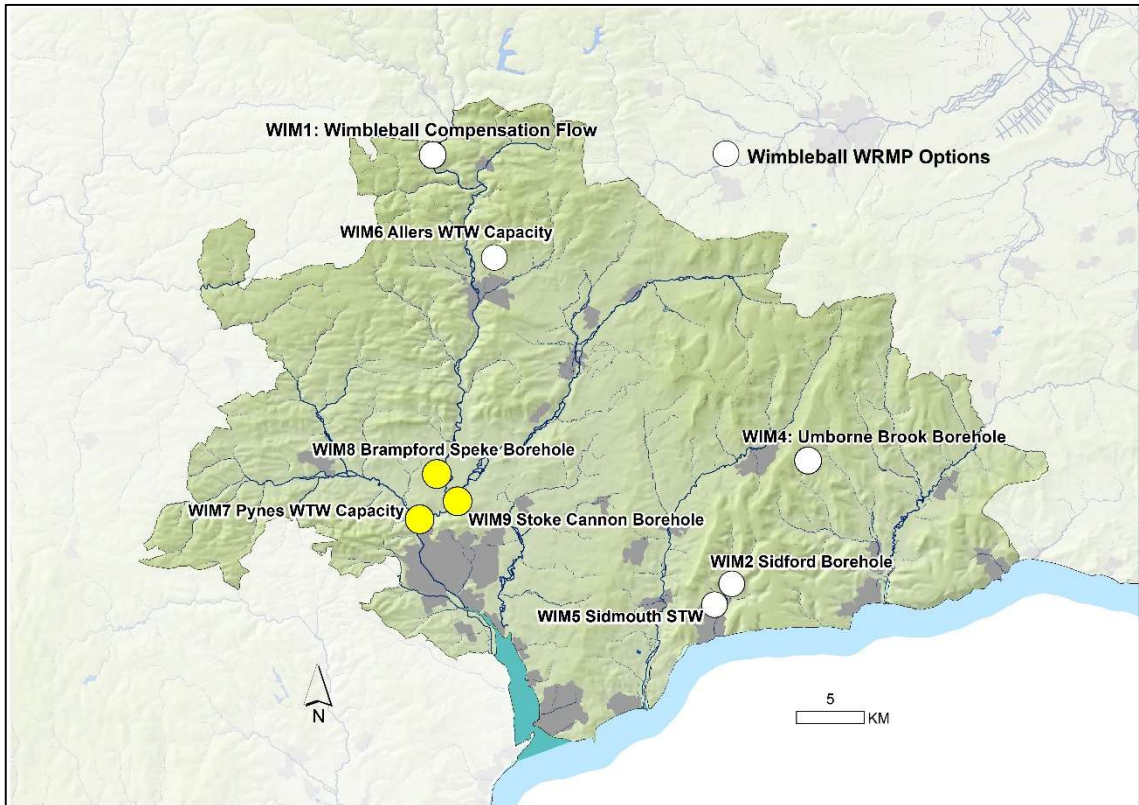 WIM1: Wimbleball Compensation Flow
Wimbleball WRMP Options
WIM6 Allers WTW Capacity
WIM4: Umborne Brook Borehole
WIM8 Brampford Speke Borehole
WIM7 Pynes WTW Capacity
WIM9 Stoke Cannon Borehole
WIM2 Sidford Borehole
WIM5 Sidmouth STW
N
5
KM